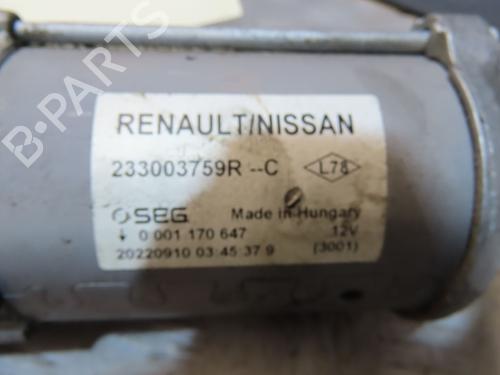 B-PARTS
RENAULT/NISSAN
233003759R --C L78
SEG Made in Hungary
0 001 170 647 12V
20220910 03:45 37 9 (3001)